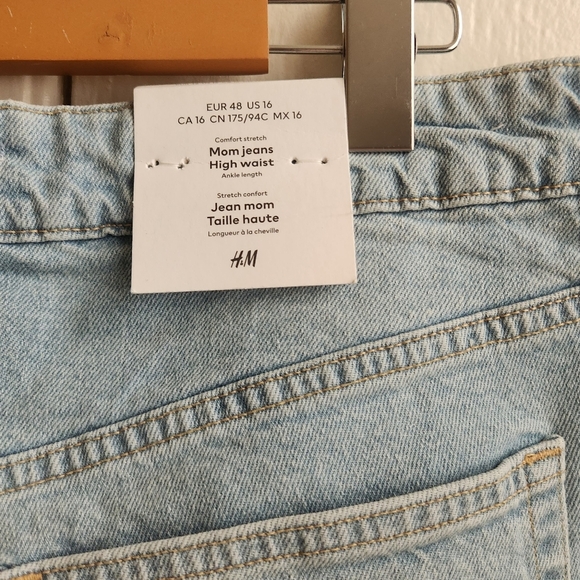 EUR 48 US 16
CA 16 CN 175/94C MX 16
Comfort stretch
Mom jeans
High waist
Ankle length
Stretch confort
Jean mom
Taille haute
Longueur à la cheville
H&M